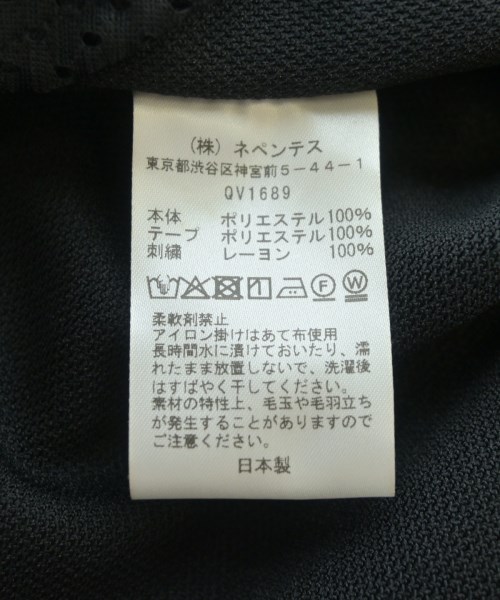 (株) ネペンテス
東京都渋谷区神宮前5-44-1
QV1689
本体 ポリエステル100%
テープ ポリエステル100%
刺繍 レーヨン 100%
F W
柔軟剤禁止
アイロン掛けはあて布使用
長時間水に漬けておいたり、濡
れたまま放置しないで、洗濯後
はすばやく干してください。
素材の特性上、毛玉や毛羽立ち
が発生することがありますので
ご注意ください。
日本製